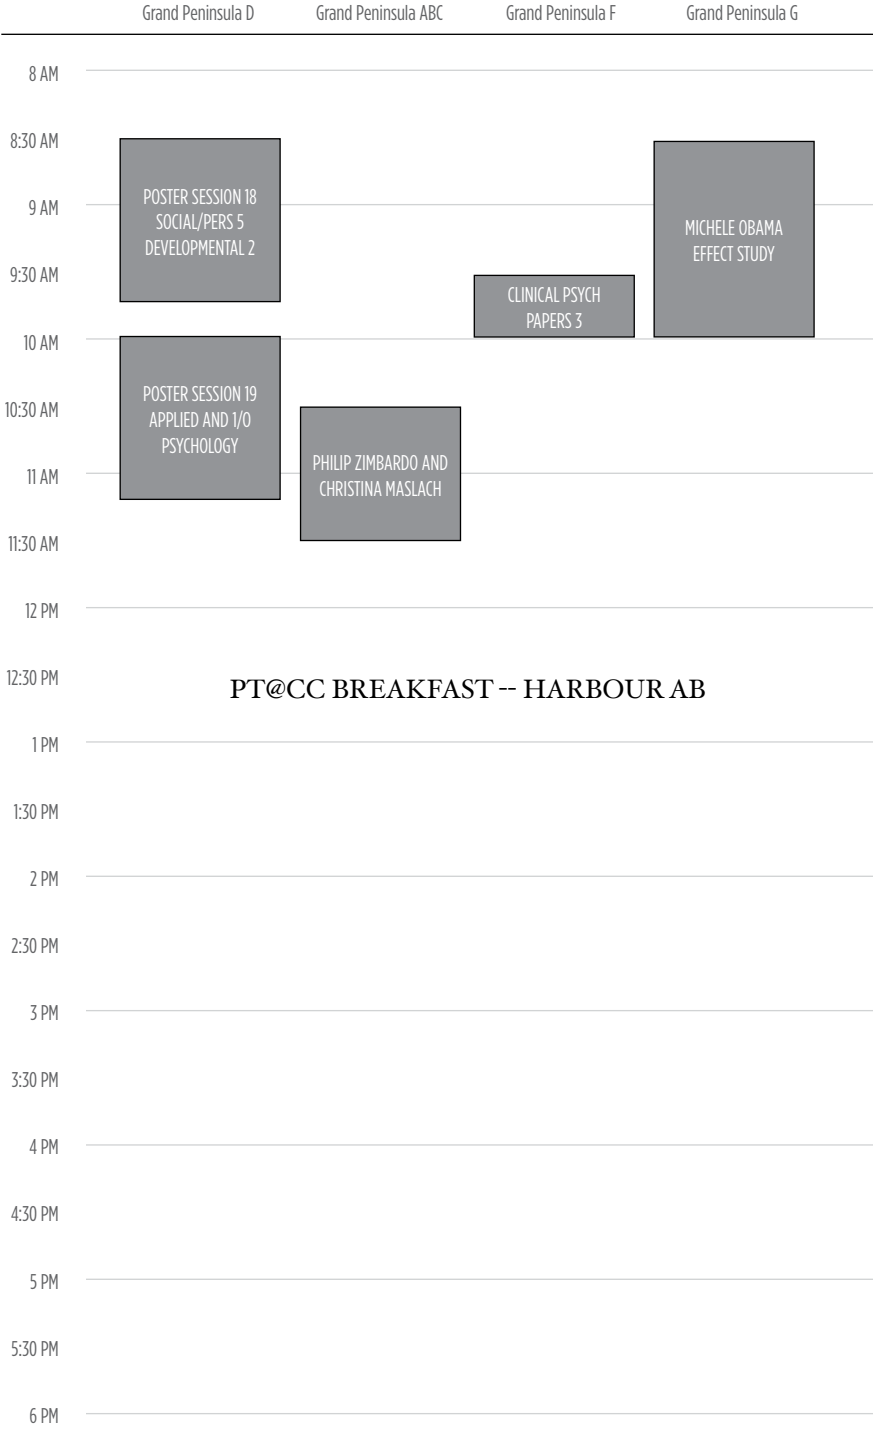 Grand Peninsula D Grand Peninsula ABC Grand Peninsula F Grand Peninsula G
8 AM
8:30 AM
9 AM
9:30 AM
10 AM
10:30 AM
11 AM
11:30 AM
12 PM
12:30 PM
1 PM
1:30 PM
2 PM
2:30 PM
3 PM
3:30 PM
4 PM
4:30 PM
5 PM
5:30 PM
6 PM
POSTER SESSION 18
SOCIAL/PERS 5
DEVELOPMENTAL 2
POSTER SESSION 19
APPLIED AND 1/O
PSYCHOLOGY
PHILIP ZIMBARDO AND
CHRISTINA MASLACH
CLINICAL PSYCH
PAPERS 3
MICHELE OBAMA
EFFECT STUDY
PT@CC BREAKFAST -- HARBOUR AB